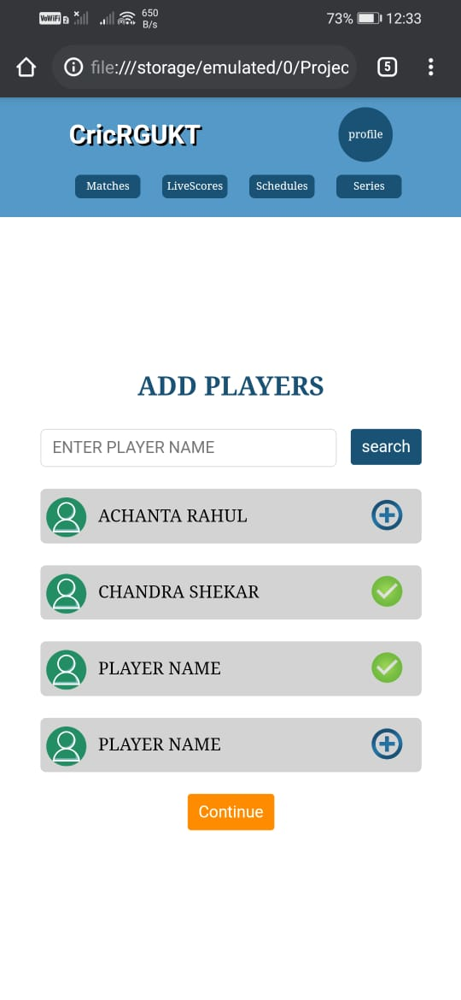 VoWiFi 2 650 B/s 73% 12:33
file:///storage/emulated/0/Projec 5
CricRGUKT
profile
Matches LiveScores Schedules Series
ADD PLAYERS
ENTER PLAYER NAME search
ACHANTA RAHUL
CHANDRA SHEKAR
PLAYER NAME
PLAYER NAME
Continue